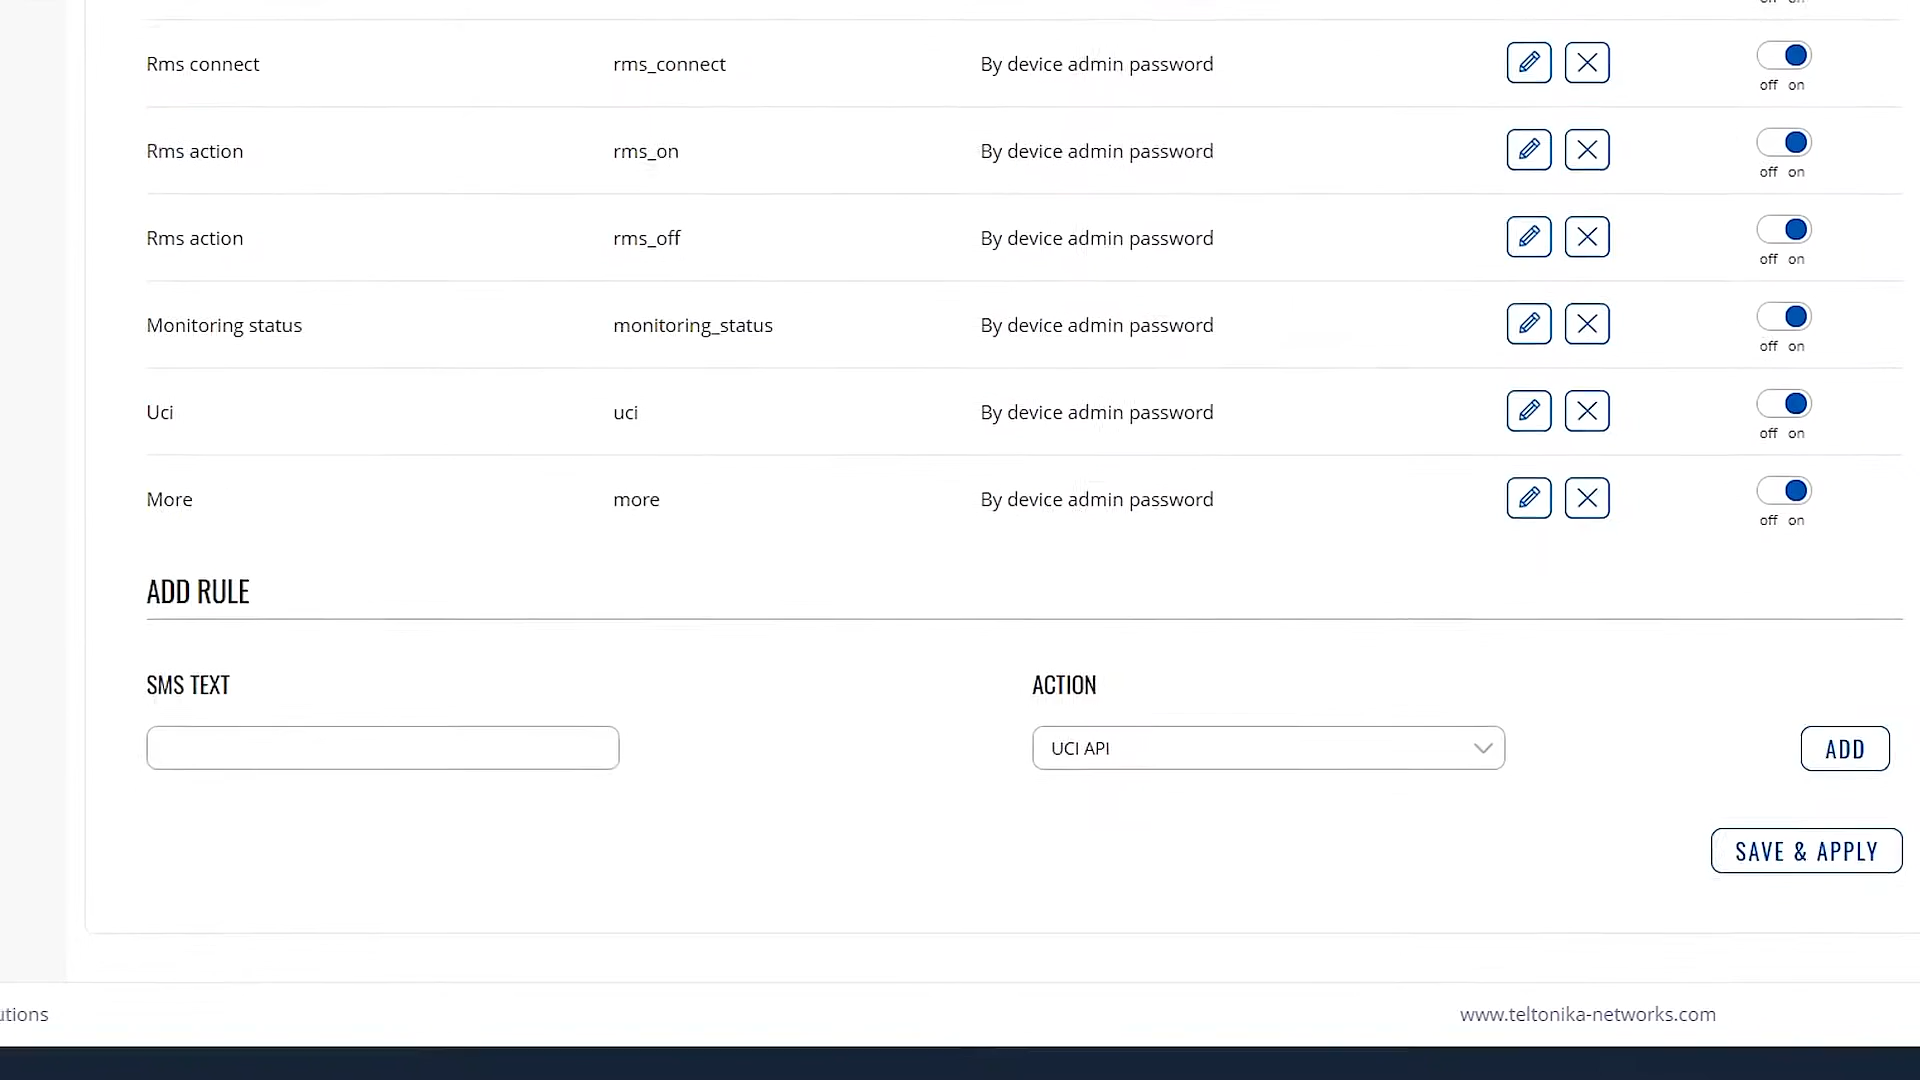 off on
Rms connect rms_connect By device admin password
off on
Rms action rms_on By device admin password
off on
Rms action rms_off By device admin password
off on
Monitoring status monitoring_status By device admin password
off on
Uci uci By device admin password
off on
More more By device admin password
off on
ADD RULE
SMS TEXT ACTION
UCI API ADD
SAVE & APPLY
utions www.teltonika-networks.com